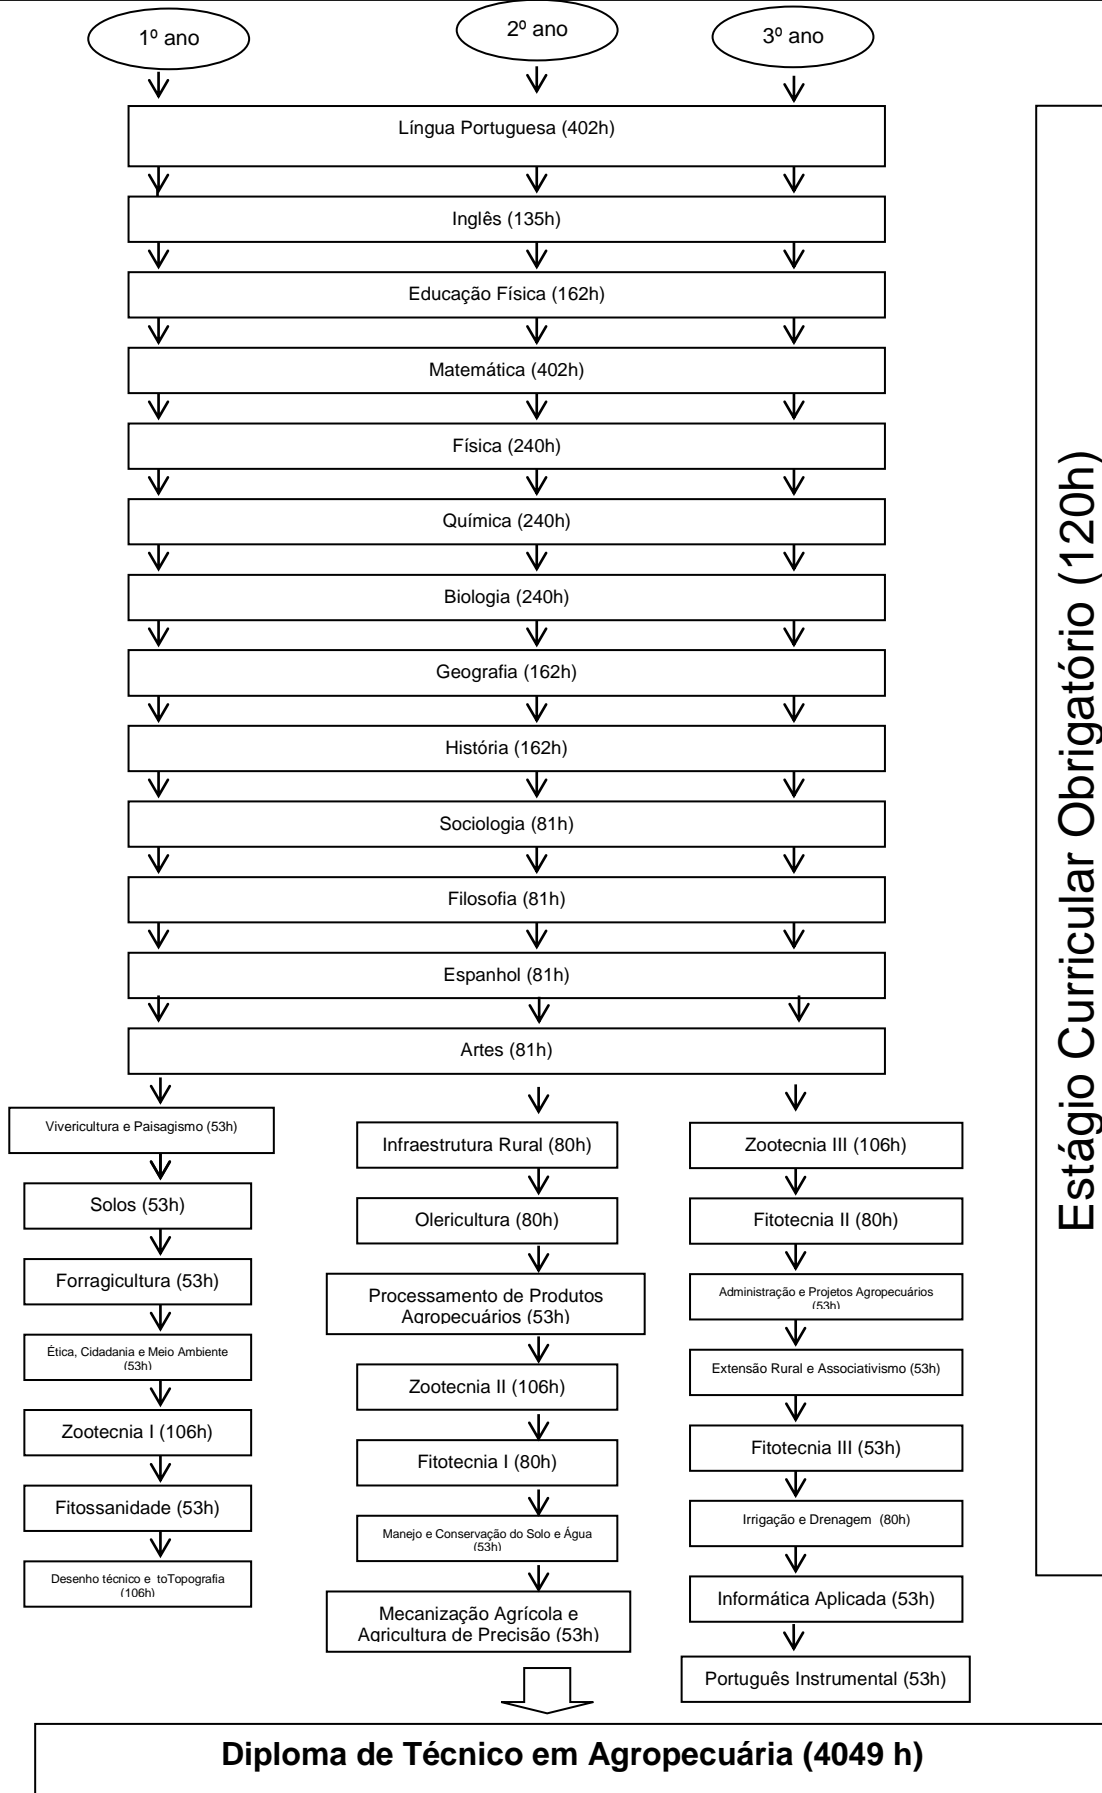 1º ano
2º ano
3º ano
Língua Portuguesa (402h)
Inglês (135h)
Educação Física (162h)
Matemática (402h)
Física (240h)
Química (240h)
Biologia (240h)
Geografia (162h)
História (162h)
Sociologia (81h)
Filosofia (81h)
Espanhol (81h)
Artes (81h)
Vivericultura e Paisagismo (53h)
Solos (53h)
Forragicultura (53h)
Ética, Cidadania e Meio Ambiente
(53h)
Zootecnia I (106h)
Fitossanidade (53h)
Desenho técnico e toTopografia
(106h)
Infraestrutura Rural (80h)
Olericultura (80h)
Processamento de Produtos
Agropecuários (53h)
Zootecnia II (106h)
Fitotecnia I (80h)
Manejo e Conservação do Solo e Água
(53h)
Mecanização Agrícola e
Agricultura de Precisão (53h)
Zootecnia III (106h)
Fitotecnia II (80h)
Administração e Projetos Agropecuários
(53h)
Extensão Rural e Associativismo (53h)
Fitotecnia III (53h)
Irrigação e Drenagem (80h)
Informática Aplicada (53h)
Português Instrumental (53h)
Estágio Curricular Obrigatório (120h)
Diploma de Técnico em Agropecuária (4049 h)